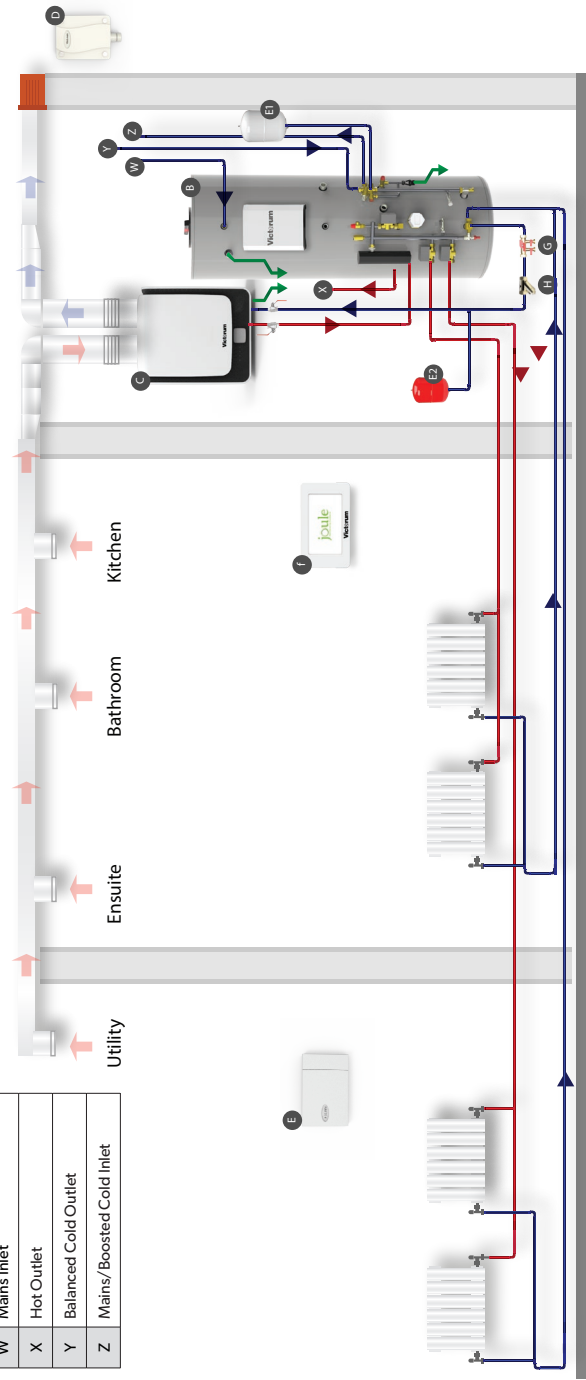 D
E1
Z
Y
W
B
Victorum
X
G
H
C
Victorum
E2
Kitchen
Bathroom
Ensuite
Utility
f
joule
Victorum
E
W Mains Inlet
X Hot Outlet
Y Balanced Cold Outlet
Z Mains/Boosted Cold Inlet